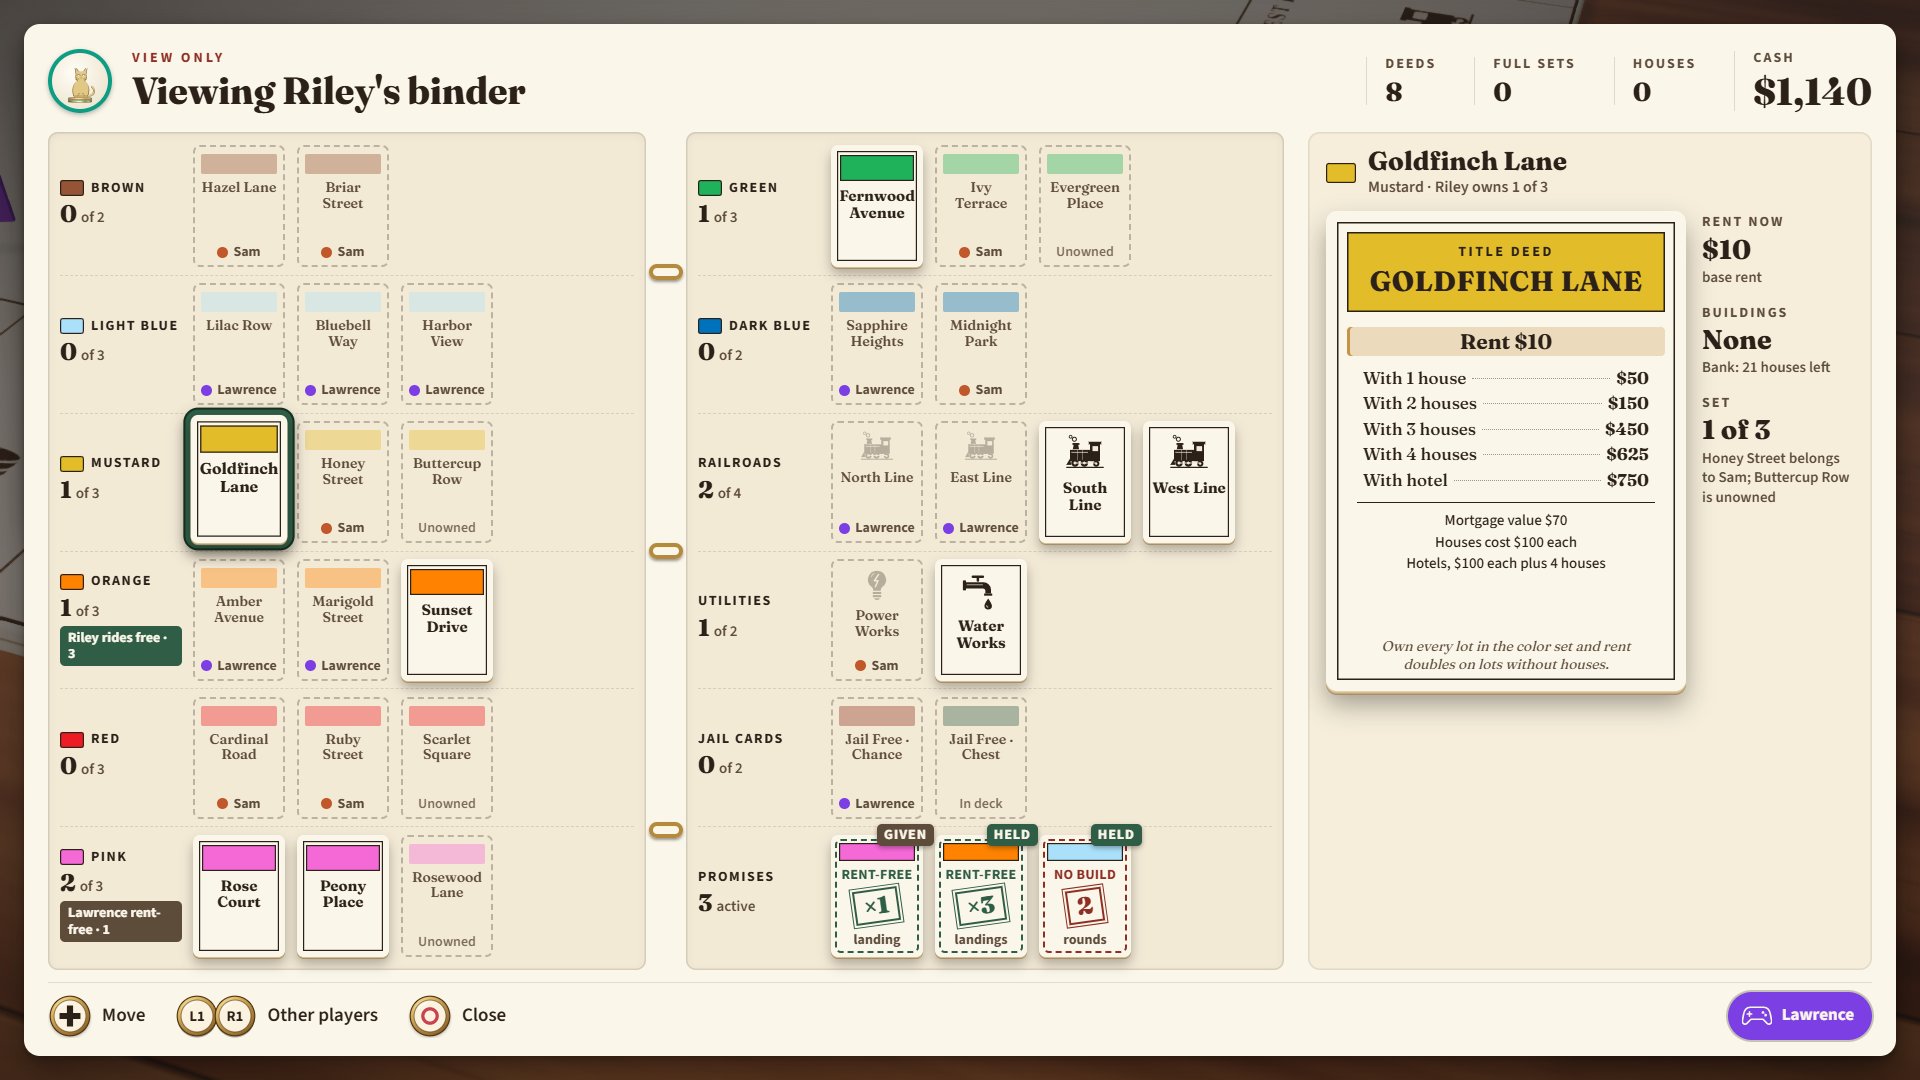 VIEW ONLY
Viewing Riley's binder
DEEDS
8
FULL SETS
0
HOUSES
0
CASH
$1,140
BROWN
0 of 2
Hazel Lane
Sam
Briar
Street
Sam
LIGHT BLUE
0 of 3
Lilac Row
Lawrence
Bluebell
Way
Lawrence
Harbor
View
Lawrence
MUSTARD
1 of 3
Goldfinch
Lane
Honey
Street
Sam
Buttercup
Row
Unowned
ORANGE
1 of 3
Riley rides free ·
3
Amber
Avenue
Lawrence
Marigold
Street
Lawrence
Sunset
Drive
RED
0 of 3
Cardinal
Road
Sam
Ruby
Street
Sam
Scarlet
Square
Unowned
PINK
2 of 3
Lawrence rent-
free · 1
Rose
Court
Peony
Place
Rosewood
Lane
Unowned
GREEN
1 of 3
Fernwood
Avenue
Ivy
Terrace
Sam
Evergreen
Place
Unowned
DARK BLUE
0 of 2
Sapphire
Heights
Lawrence
Midnight
Park
Sam
RAILROADS
2 of 4
North Line
Lawrence
East Line
Lawrence
South
Line
West Line
UTILITIES
1 of 2
Power
Works
Sam
Water
Works
JAIL CARDS
0 of 2
Jail Free ·
Chance
Lawrence
Jail Free ·
Chest
In deck
PROMISES
3 active
GIVEN
RENT-FREE
×1
landing
HELD
RENT-FREE
×3
landings
HELD
NO BUILD
2
rounds
Goldfinch Lane
Mustard · Riley owns 1 of 3
TITLE DEED
GOLDFINCH LANE
Rent $10
With 1 house $50
With 2 houses $150
With 3 houses $450
With 4 houses $625
With hotel $750
Mortgage value $70
Houses cost $100 each
Hotels, $100 each plus 4 houses
Own every lot in the color set and rent
doubles on lots without houses.
RENT NOW
$10
base rent
BUILDINGS
None
Bank: 21 houses left
SET
1 of 3
Honey Street belongs
to Sam; Buttercup Row
is unowned
Move
L1 R1 Other players
Close
Lawrence